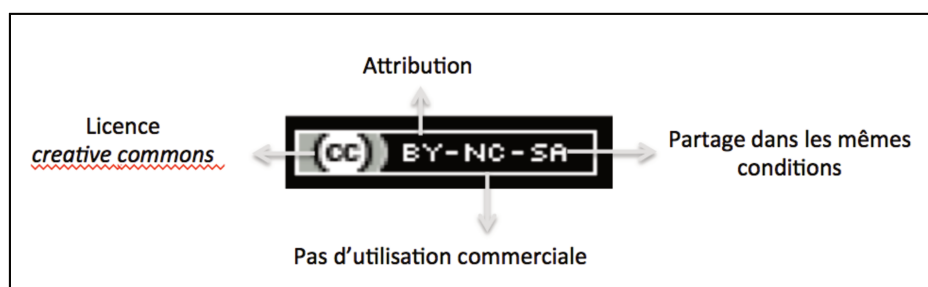 Attribution
Licence
creative commons
(cc) BY-NC-SA
Partage dans les mêmes
conditions
Pas d’utilisation commerciale